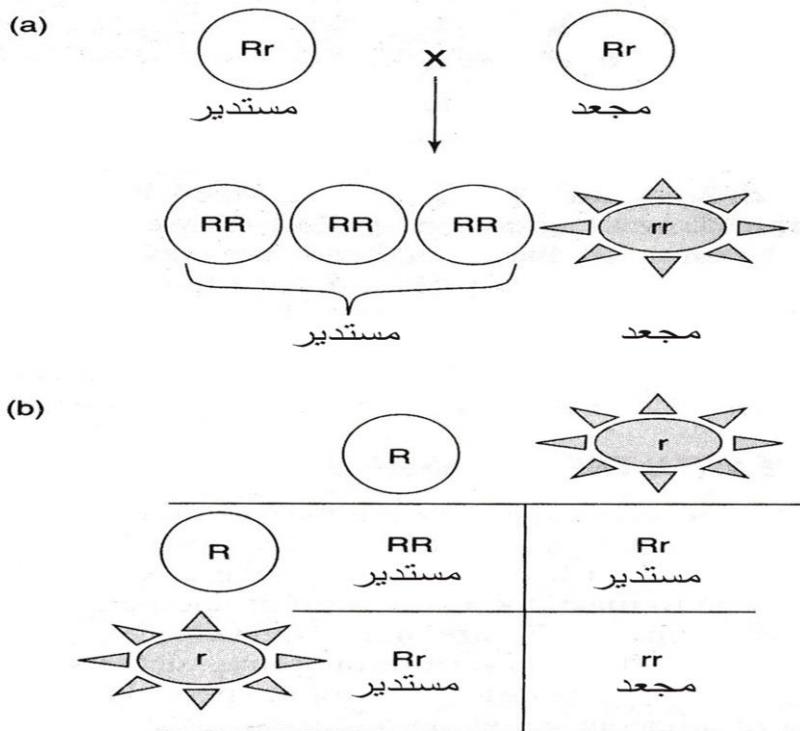 (a)
Rr × Rr
مستدير مجعد
RR RR RR rr
مستدير مجعد
(b)
R r
R RR Rr
مستدير مستدير
r Rr rr
مستدير مجعد